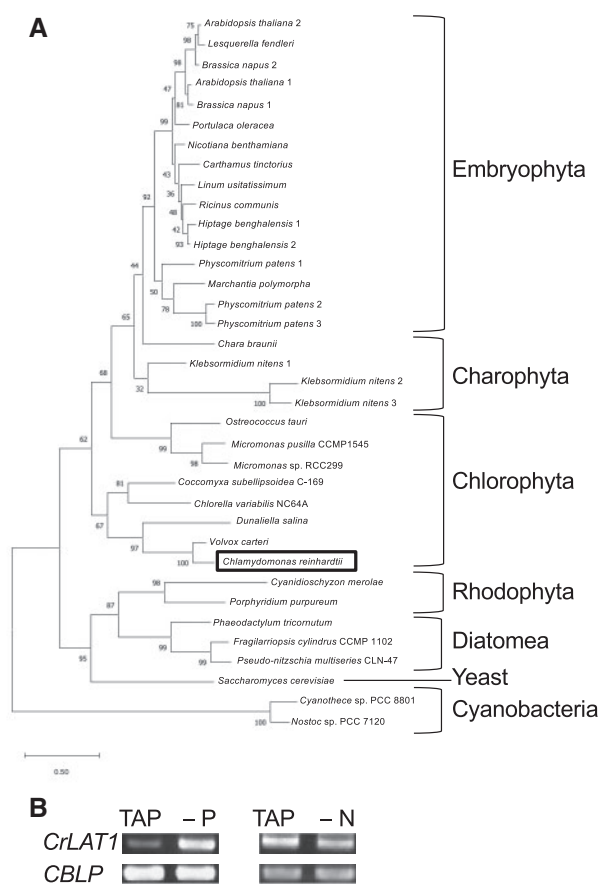 A
75
Arabidopsis thaliana 2
98
Lesquerella fendleri
98
Brassica napus 2
47
Arabidopsis thaliana 1
81
Brassica napus 1
99
Portulaca oleracea
Nicotiana benthamiana
43
Carthamus tinctorius
36
Linum usitatissimum
48
Ricinus communis
42
Hiptage benghalensis 1
93
Hiptage benghalensis 2
92
Embryophyta
44
Physcomitrium patens 1
50
Marchantia polymorpha
78
Physcomitrium patens 2
100
Physcomitrium patens 3
65
Chara braunii
Klebsormidium nitens 1
32
Klebsormidium nitens 2
100
Klebsormidium nitens 3
Charophyta
68
Ostreococcus tauri
99
Micromonas pusilla CCMP1545
98
Micromonas sp. RCC299
62
81
Coccomyxa subellipsoidea C-169
Chlorella variabilis NC64A
67
Dunaliella salina
97
Volvox carteri
100
Chlamydomonas reinhardtii
Chlorophyta
98
Cyanidioschyzon merolae
Porphyridium purpureum
Rhodophyta
87
Phaeodactylum tricornutum
99
Fragilarriopsis cylindrus CCMP 1102
99
Pseudo-nitzschia multiseries CLN-47
Diatomea
95
Saccharomyces cerevisiae
Yeast
Cyanothece sp. PCC 8801
100
Nostoc sp. PCC 7120
Cyanobacteria
0.50
B
TAP – P TAP – N
CrLAT1
CBLP